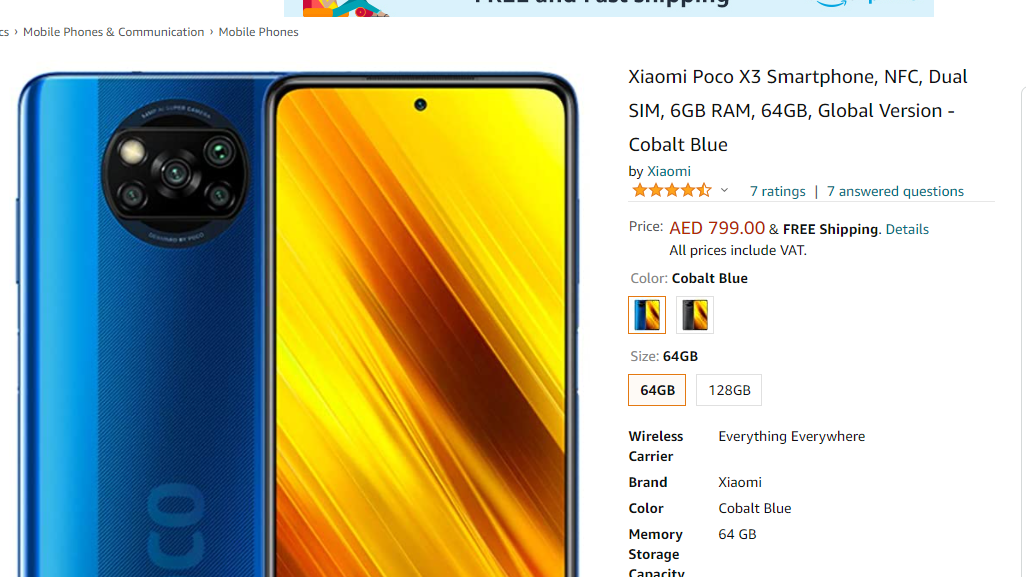 FREE and Fast Shipping
cs › Mobile Phones & Communication › Mobile Phones
Xiaomi Poco X3 Smartphone, NFC, Dual
SIM, 6GB RAM, 64GB, Global Version -
Cobalt Blue
by Xiaomi
7 ratings | 7 answered questions
Price: AED 799.00 & FREE Shipping. Details
All prices include VAT.
Color: Cobalt Blue
Size: 64GB
64GB 128GB
Wireless Everything Everywhere
Carrier
Brand Xiaomi
Color Cobalt Blue
Memory 64 GB
Storage
Capacity
DESIGNED BY POCO
CO